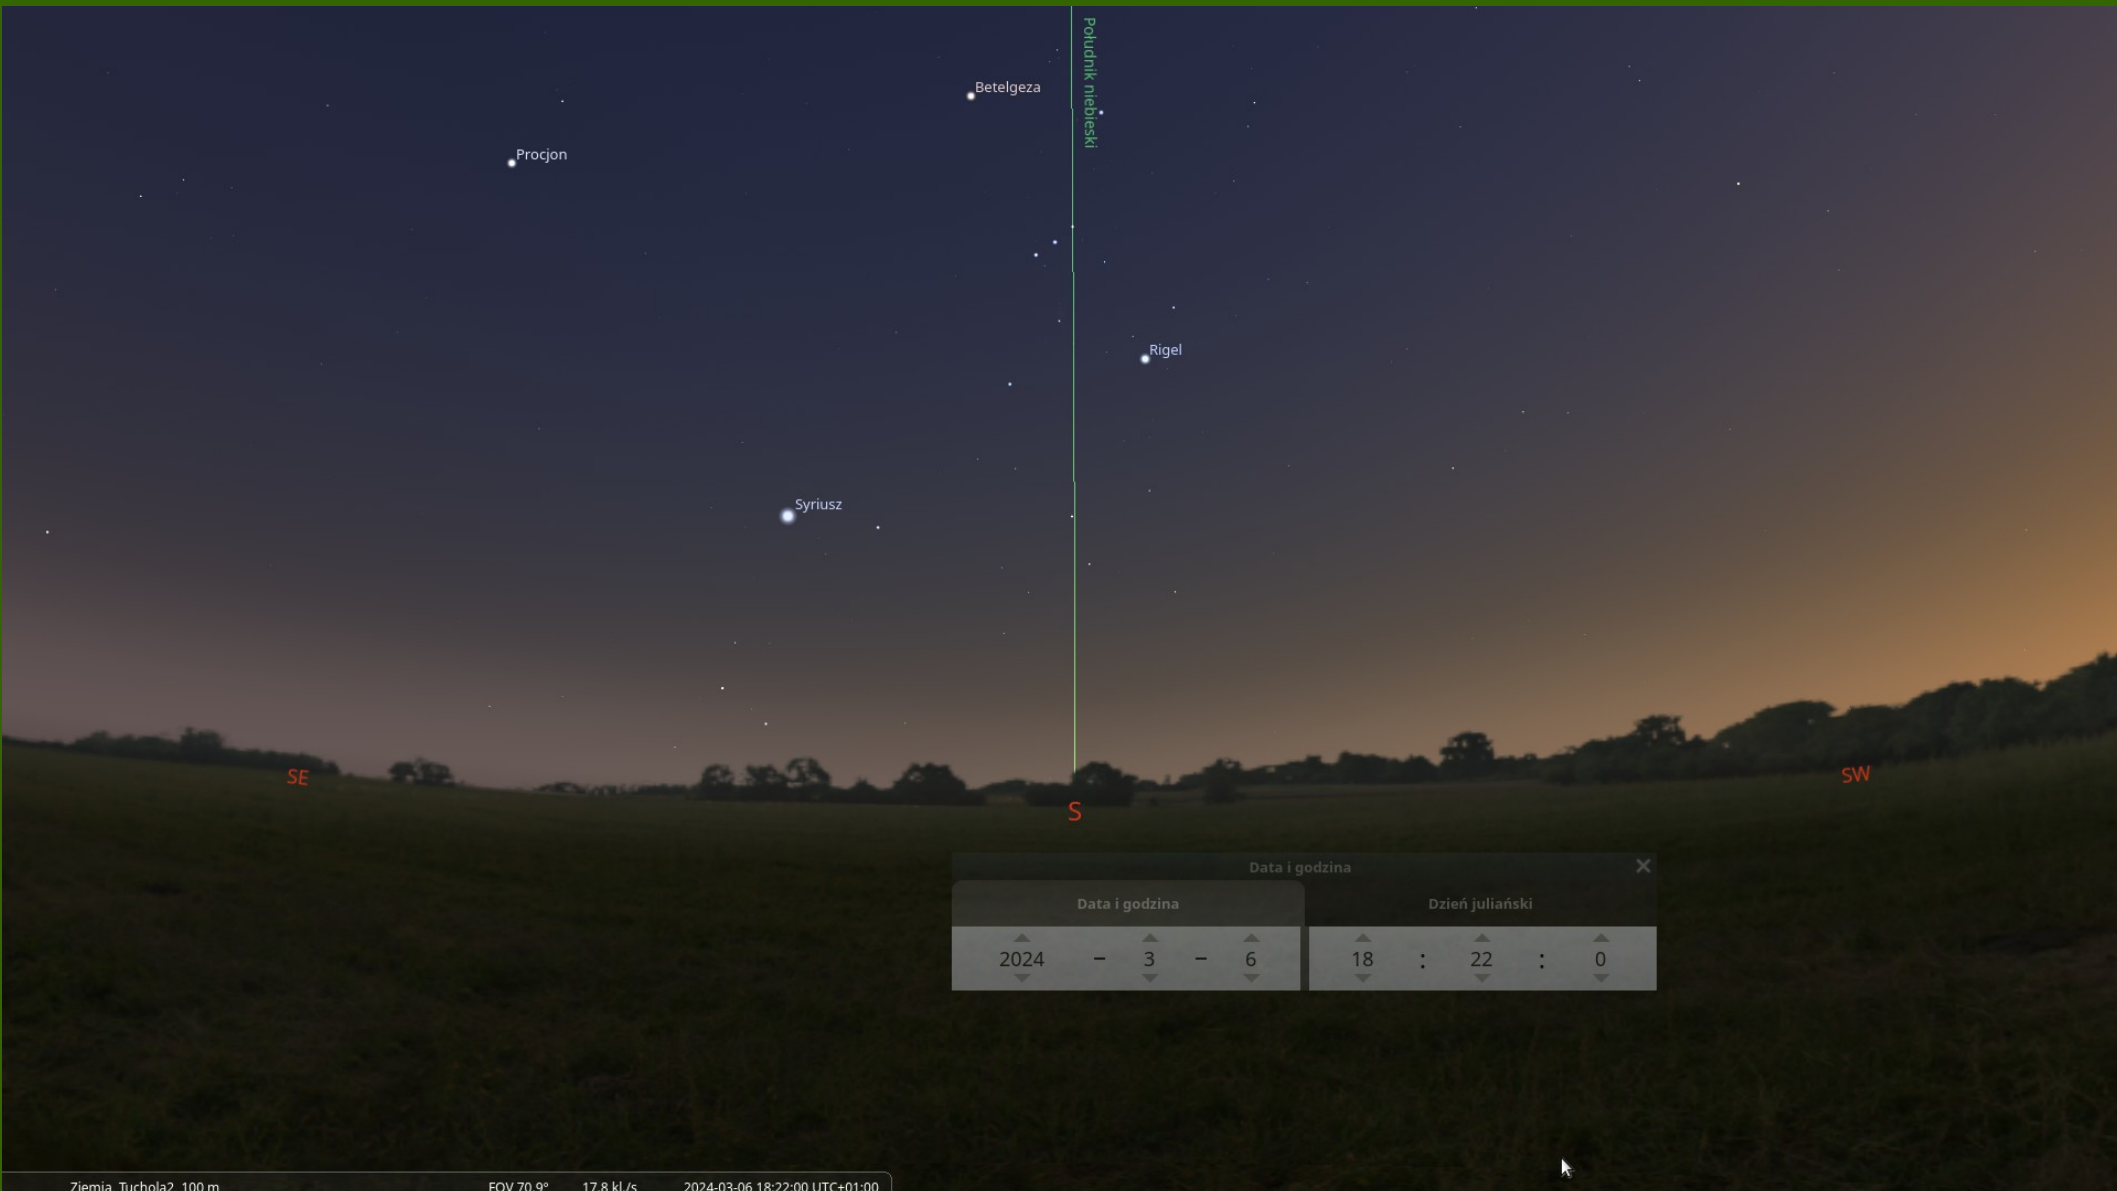 Południk niebieski
Betelgeza
Procjon
Rigel
Syriusz
SE
S
SW
Data i godzina
Data i godzina
Dzień juliański
2024 – 3 – 6 18 : 22 : 0
Ziemia, Tuchola2, 100 m FOV 70.9° 17.8 kl./s 2024-03-06 18:22:00 UTC+01:00